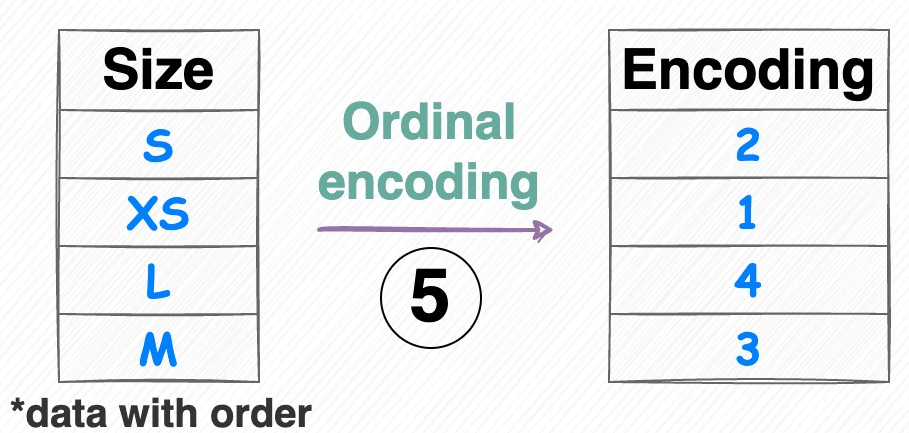 Size
S
XS
L
M
*data with order
Ordinal
encoding
5
Encoding
2
1
4
3